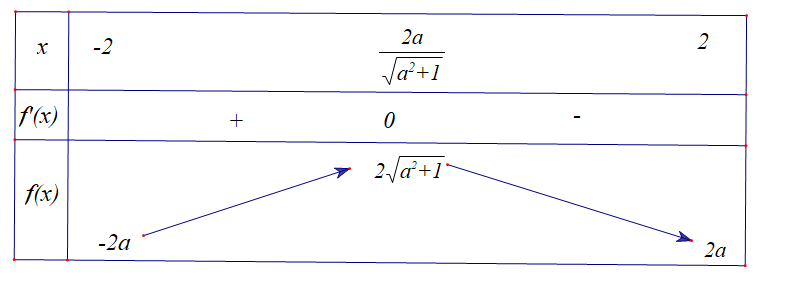 x -2 2a/√(a²+1) 2
f'(x) + 0 -
f(x) -2a 2√(a²+1) 2a